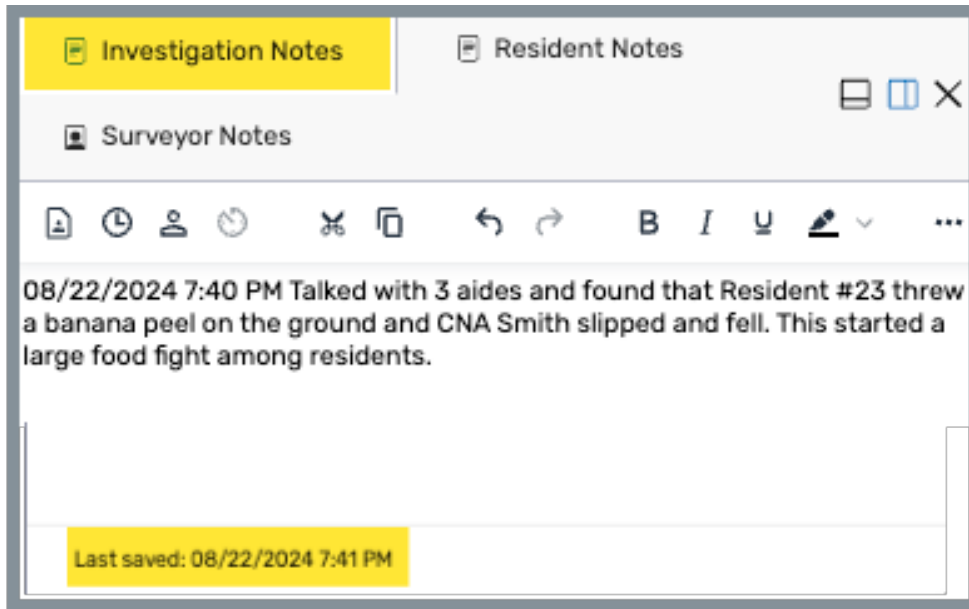 Investigation Notes
Resident Notes
Surveyor Notes
B I U
08/22/2024 7:40 PM Talked with 3 aides and found that Resident #23 threw
a banana peel on the ground and CNA Smith slipped and fell. This started a
large food fight among residents.
Last saved: 08/22/2024 7:41 PM